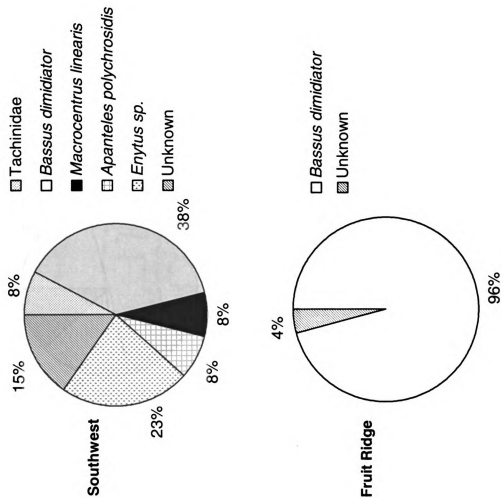 Southwest
8%
38%
8%
8%
23%
15%
Tachinidae
Bassus dimidiator
Macrocentrus linearis
Apanteles polychrosidis
Enytus sp.
Unknown
Fruit Ridge
4%
96%
Bassus dimidiator
Unknown